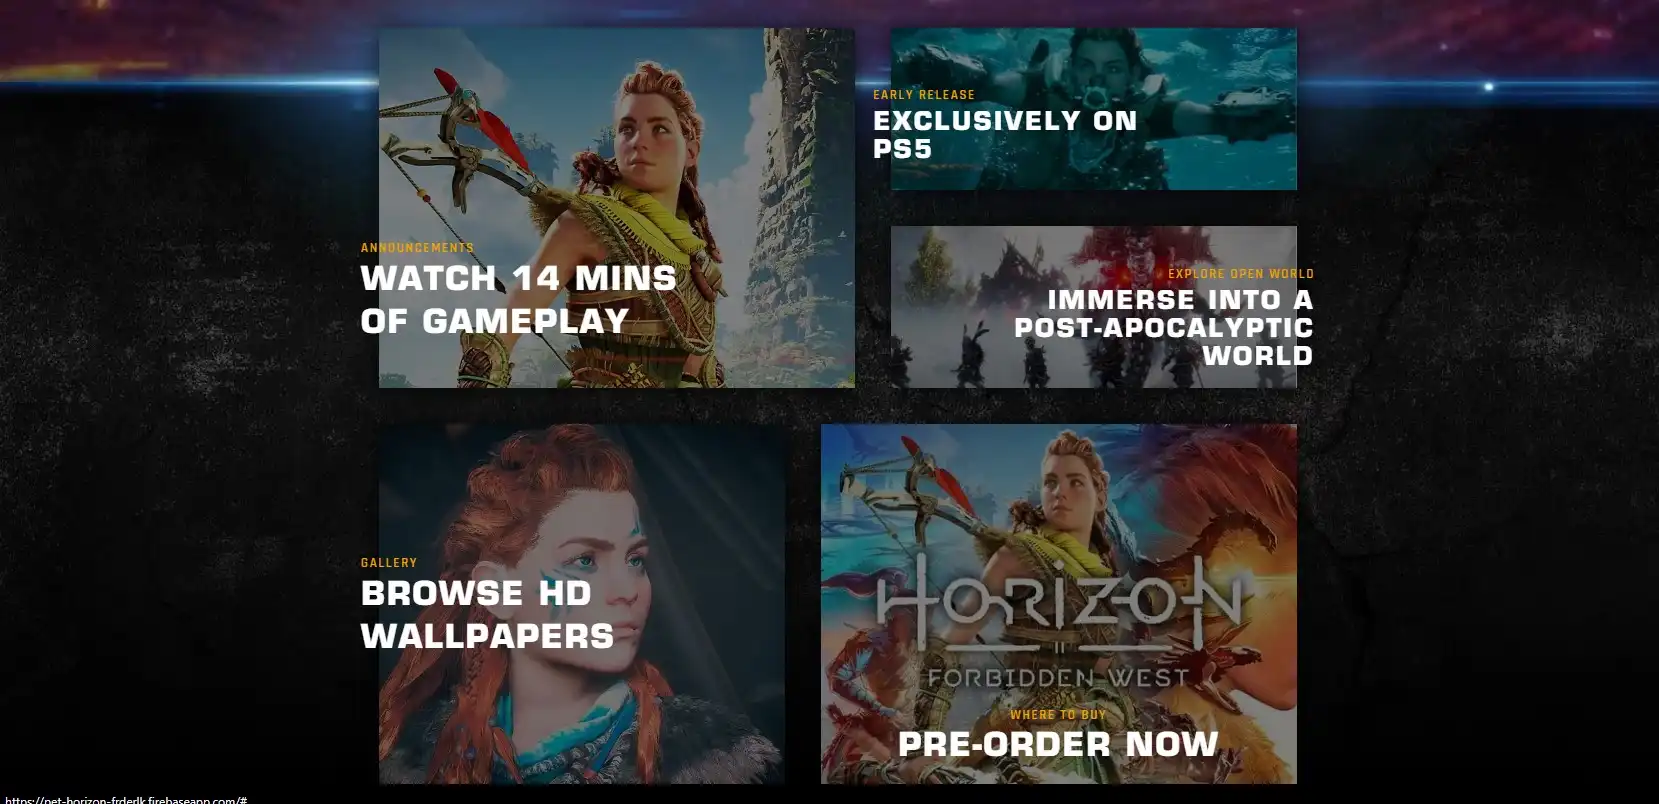 EARLY RELEASE
EXCLUSIVELY ON
PS5
ANNOUNCEMENTS
WATCH 14 MINS
OF GAMEPLAY
EXPLORE OPEN WORLD
IMMERSE INTO A
POST-APOCALYPTIC
WORLD
GALLERY
BROWSE HD
WALLPAPERS
HORIZON
FORBIDDEN WEST
WHERE TO BUY
PRE-ORDER NOW
https://pet-horizon-frderlk.firebaseapp.com/#